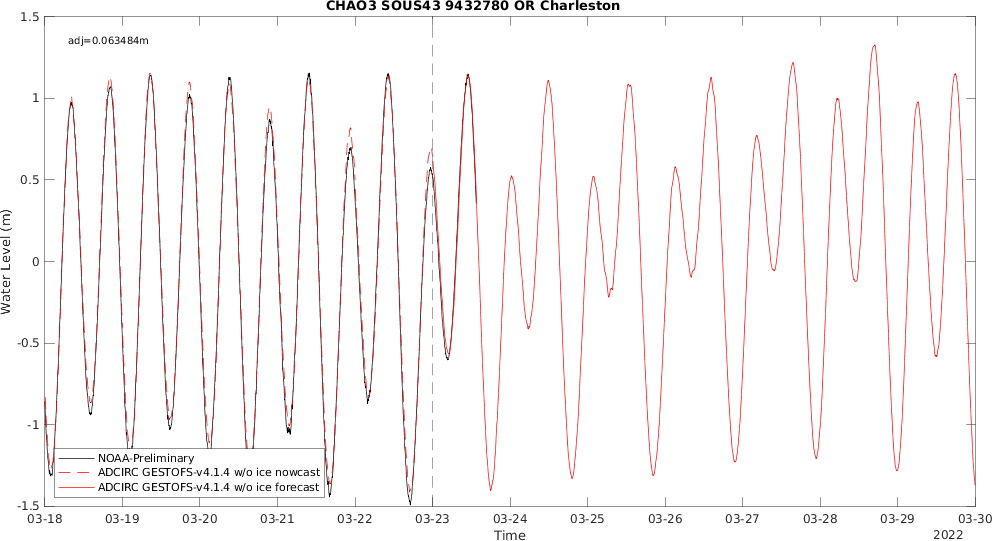 CHAO3 SOUS43 9432780 OR Charleston
adj=0.063484m
1.5
1
0.5
0
-0.5
-1
-1.5
Water Level (m)
NOAA-Preliminary
ADCIRC GESTOFS-v4.1.4 w/o ice nowcast
ADCIRC GESTOFS-v4.1.4 w/o ice forecast
03-18 03-19 03-20 03-21 03-22 03-23 03-24 03-25 03-26 03-27 03-28 03-29 03-30
Time
2022